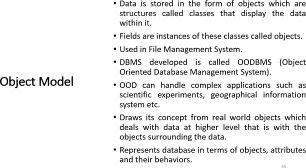 Object Model
• Data is stored in the form of objects which are
structures called classes that display the data
within it.
• Fields are instances of these classes called objects.
• Used in File Management System.
• DBMS developed is called OODBMS (Object
Oriented Database Management System).
• OOD can handle complex applications such as
scientific experiments, geographical information
system etc.
• Draws its concept from real world objects which
deals with data at higher level that is with the
objects surrounding the data.
• Represents database in terms of objects, attributes
and their behaviors.